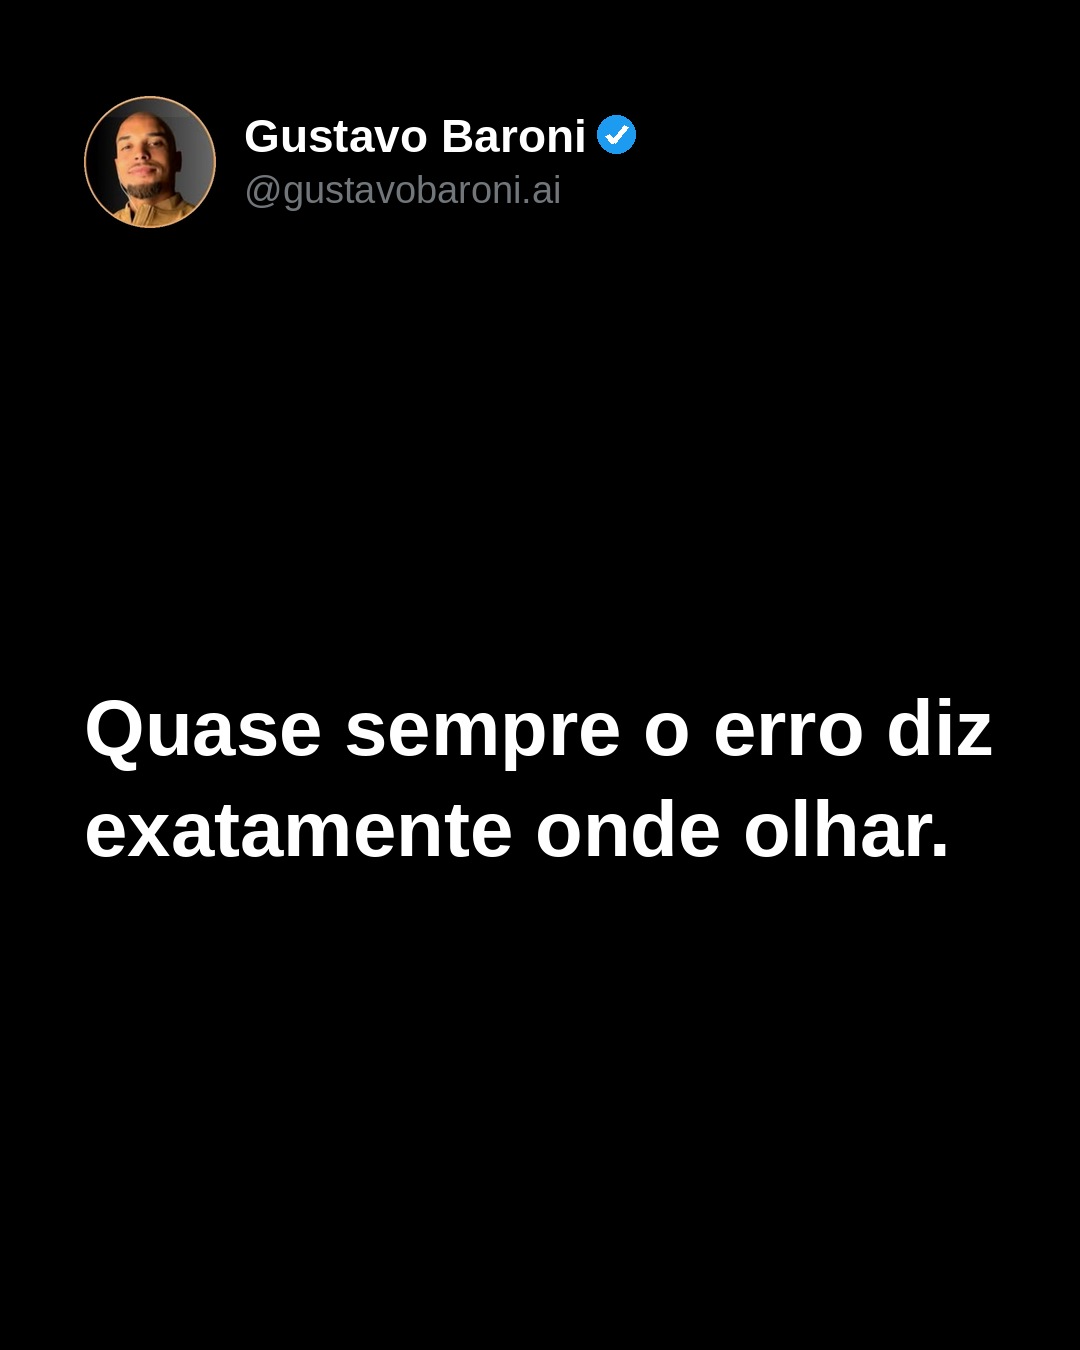 Gustavo Baroni
@gustavobaroni.ai
Quase sempre o erro diz
exatamente onde olhar.